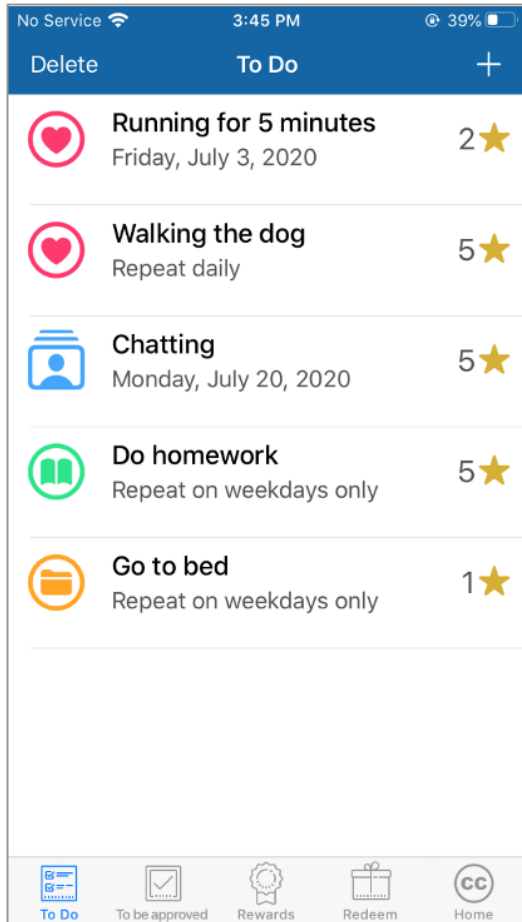 No Service 3:45 PM 39%
Delete To Do +
Running for 5 minutes
Friday, July 3, 2020
2
Walking the dog
Repeat daily
5
Chatting
Monday, July 20, 2020
5
Do homework
Repeat on weekdays only
5
Go to bed
Repeat on weekdays only
1
CC
To Do To be approved Rewards Redeem Home